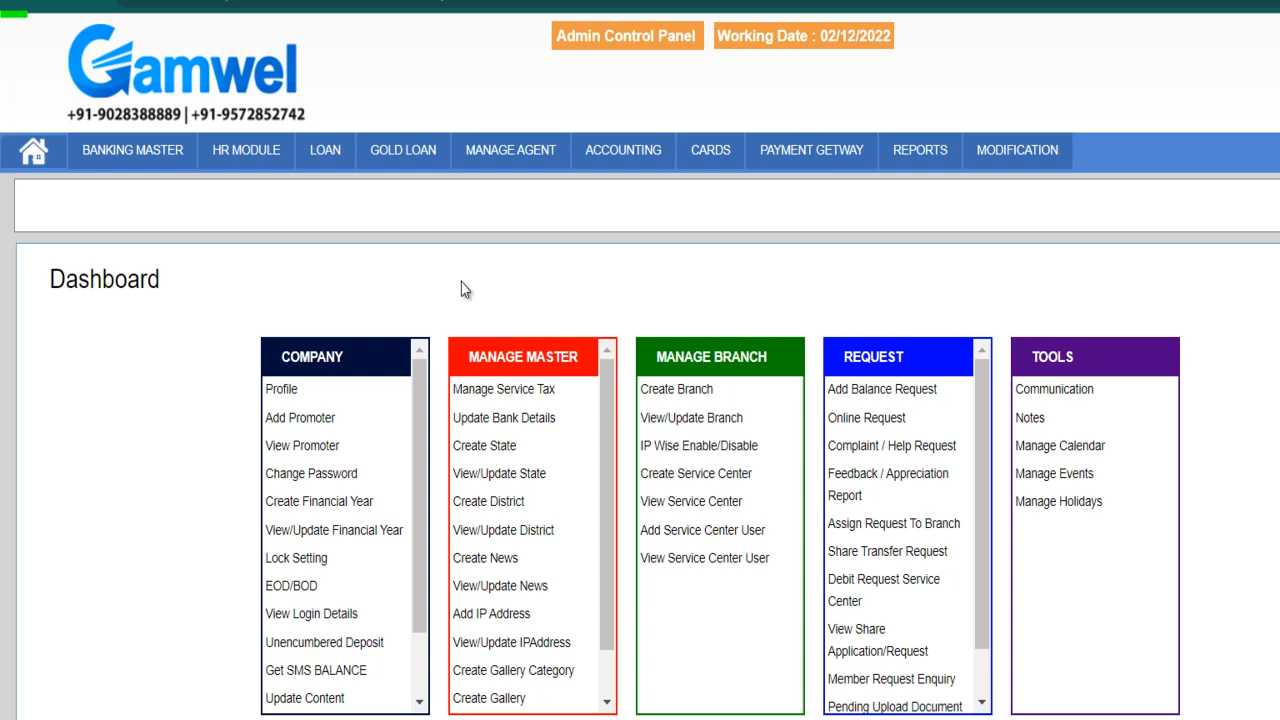 Gamwel
+91-9028388889 | +91-9572852742
Admin Control Panel
Working Date : 02/12/2022
BANKING MASTER
HR MODULE
LOAN
GOLD LOAN
MANAGE AGENT
ACCOUNTING
CARDS
PAYMENT GETWAY
REPORTS
MODIFICATION
Dashboard
COMPANY
Profile
Add Promoter
View Promoter
Change Password
Create Financial Year
View/Update Financial Year
Lock Setting
EOD/BOD
View Login Details
Unencumbered Deposit
Get SMS BALANCE
Update Content
MANAGE MASTER
Manage Service Tax
Update Bank Details
Create State
View/Update State
Create District
View/Update District
Create News
View/Update News
Add IP Address
View/Update IPAddress
Create Gallery Category
Create Gallery
MANAGE BRANCH
Create Branch
View/Update Branch
IP Wise Enable/Disable
Create Service Center
View Service Center
Add Service Center User
View Service Center User
REQUEST
Add Balance Request
Online Request
Complaint / Help Request
Feedback / Appreciation
Report
Assign Request To Branch
Share Transfer Request
Debit Request Service
Center
View Share
Application/Request
Member Request Enquiry
Pending Upload Document
TOOLS
Communication
Notes
Manage Calendar
Manage Events
Manage Holidays